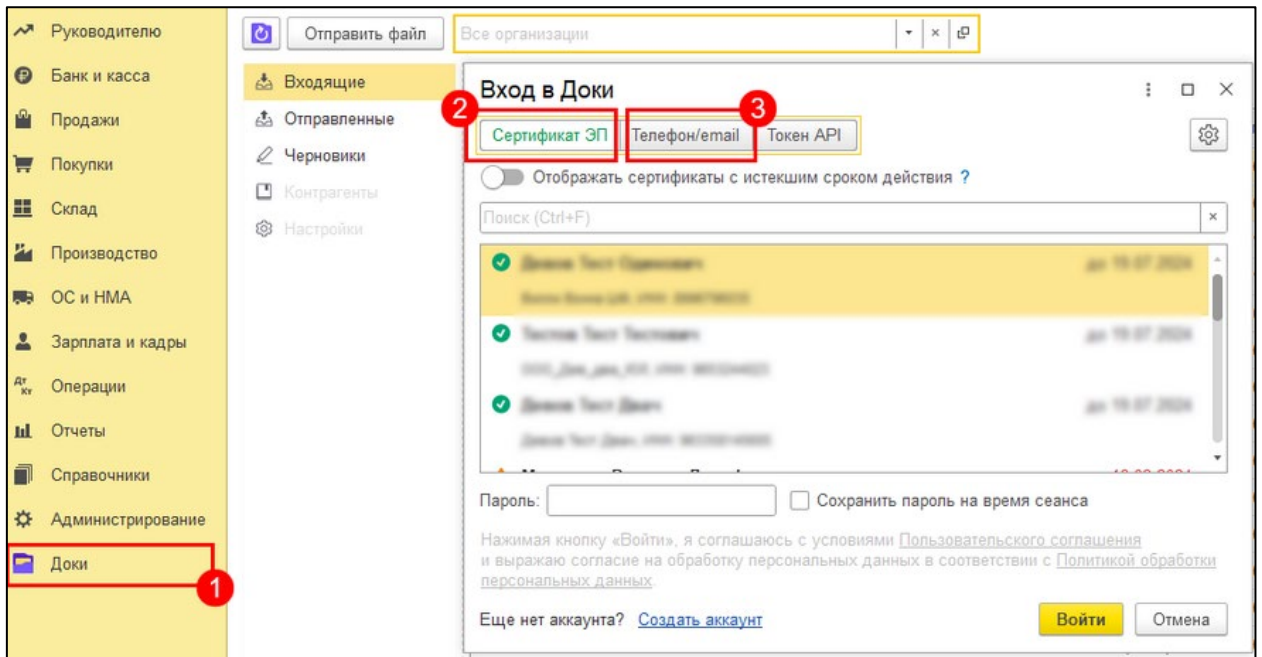 Руководителю
Банк и касса
Продажи
Покупки
Склад
Производство
ОС и НМА
Зарплата и кадры
Дт Кт
Операции
Отчеты
Справочники
Администрирование
Доки
1
Отправить файл
Все организации
Входящие
Отправленные
Черновики
Контрагенты
Настройки
Вход в Доки
2
3
Сертификат ЭП Телефон/email Токен API
Отображать сертификаты с истекшим сроком действия ?
Поиск (Ctrl+F)
Пароль: Сохранить пароль на время сеанса
Нажимая кнопку «Войти», я соглашаюсь с условиями Пользовательского соглашения
и выражаю согласие на обработку персональных данных в соответствии с Политикой обработки
персональных данных.
Еще нет аккаунта? Создать аккаунт
Войти Отмена